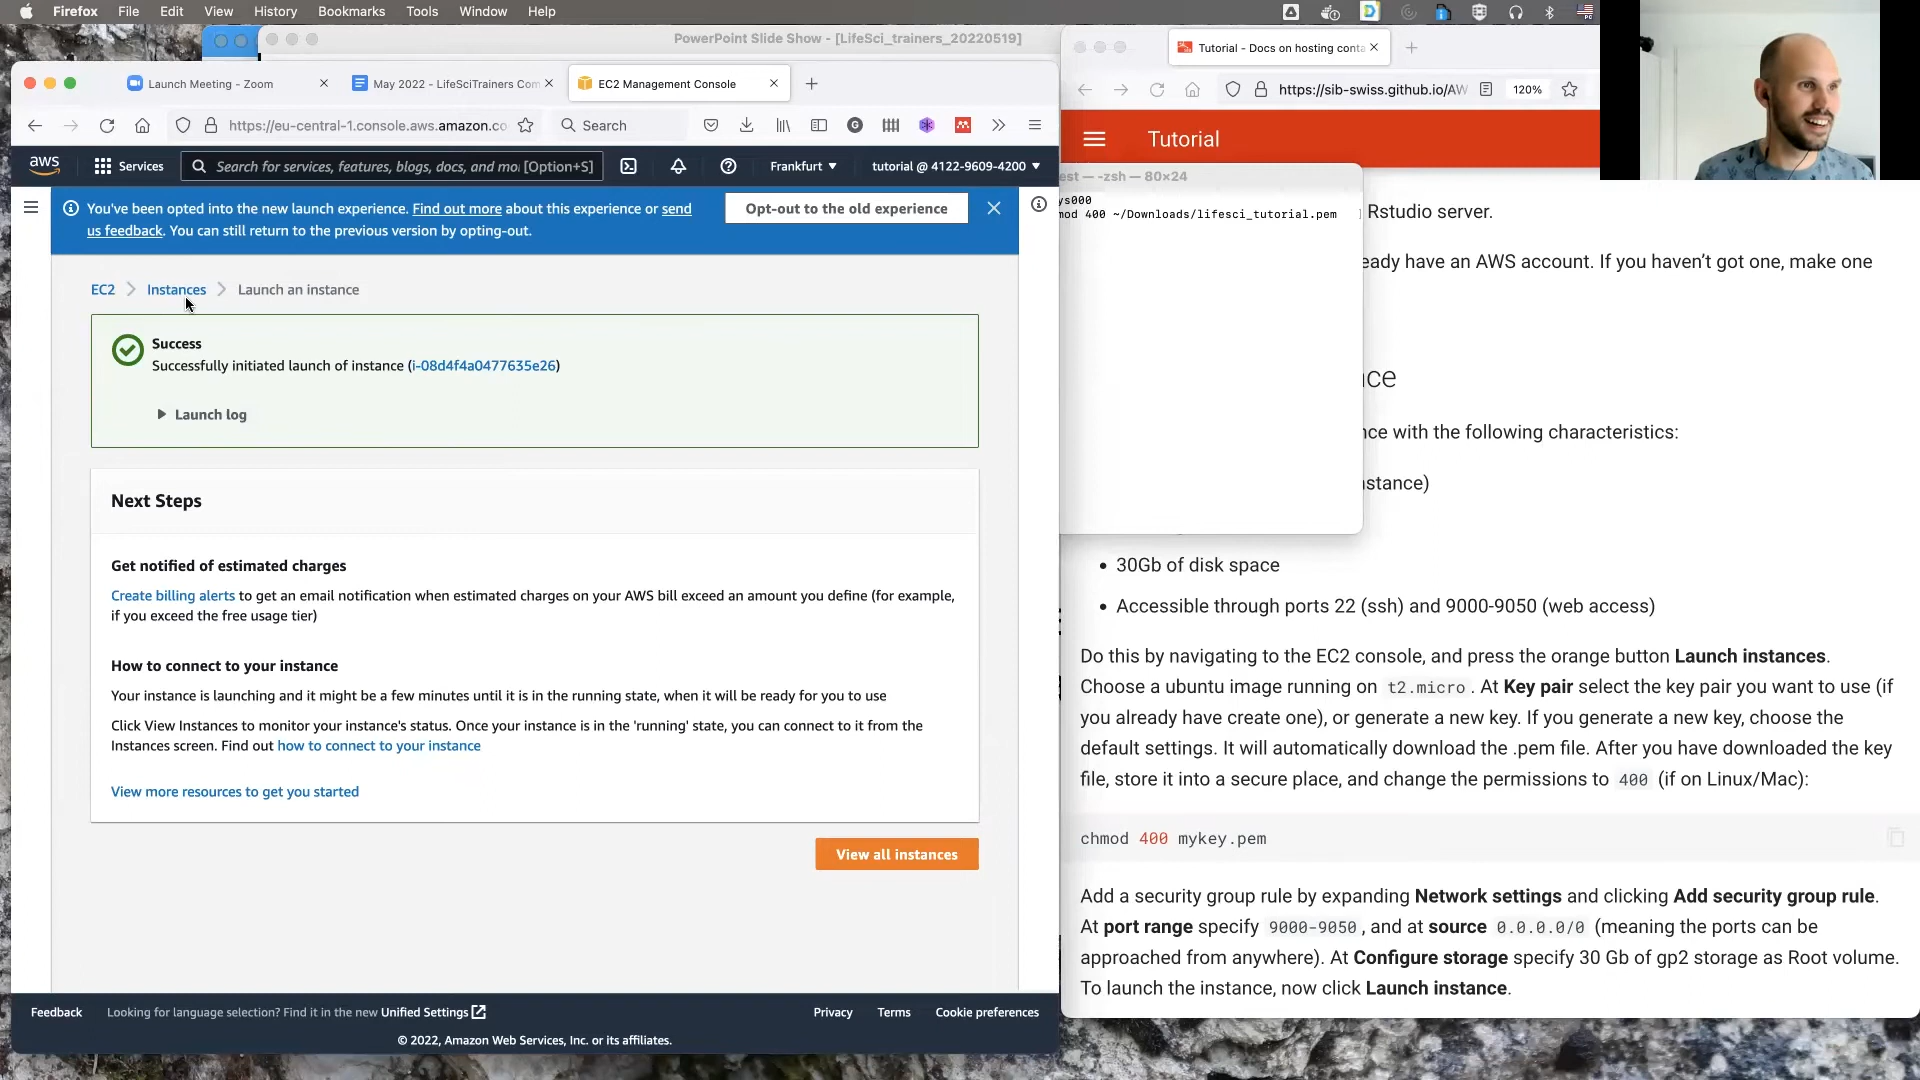 Firefox File Edit View History Bookmarks Tools Window Help
PowerPoint Slide Show - [LifeSci_trainers_20220519]
Launch Meeting - Zoom
May 2022 - LifeSciTrainers Com
EC2 Management Console
https://eu-central-1.console.aws.amazon.co
Search
aws
Services
Search for services, features, blogs, docs, and mo [Option+S]
Frankfurt
tutorial @ 4122-9609-4200
You've been opted into the new launch experience. Find out more about this experience or send
us feedback. You can still return to the previous version by opting-out.
Opt-out to the old experience
EC2 Instances Launch an instance
Success
Successfully initiated launch of instance (i-08d4f4a0477635e26)
Launch log
Next Steps
Get notified of estimated charges
Create billing alerts to get an email notification when estimated charges on your AWS bill exceed an amount you define (for example,
if you exceed the free usage tier)
How to connect to your instance
Your instance is launching and it might be a few minutes until it is in the running state, when it will be ready for you to use
Click View Instances to monitor your instance's status. Once your instance is in the 'running' state, you can connect to it from the
Instances screen. Find out how to connect to your instance
View more resources to get you started
View all instances
Feedback
Looking for language selection? Find it in the new Unified Settings
Privacy Terms Cookie preferences
© 2022, Amazon Web Services, Inc. or its affiliates.
Tutorial - Docs on hosting conta
https://sib-swiss.github.io/AW
120%
Tutorial
est — -zsh — 80×24
ys000
mod 400 ~/Downloads/lifesci_tutorial.pem ]
Rstudio server.
eady have an AWS account. If you haven't got one, make one
ce
nce with the following characteristics:
stance)
• 30Gb of disk space
• Accessible through ports 22 (ssh) and 9000-9050 (web access)
Do this by navigating to the EC2 console, and press the orange button Launch instances.
Choose a ubuntu image running on t2.micro. At Key pair select the key pair you want to use (if
you already have create one), or generate a new key. If you generate a new key, choose the
default settings. It will automatically download the .pem file. After you have downloaded the key
file, store it into a secure place, and change the permissions to 400 (if on Linux/Mac):
chmod 400 mykey.pem
Add a security group rule by expanding Network settings and clicking Add security group rule.
At port range specify 9000-9050, and at source 0.0.0.0/0 (meaning the ports can be
approached from anywhere). At Configure storage specify 30 Gb of gp2 storage as Root volume.
To launch the instance, now click Launch instance.